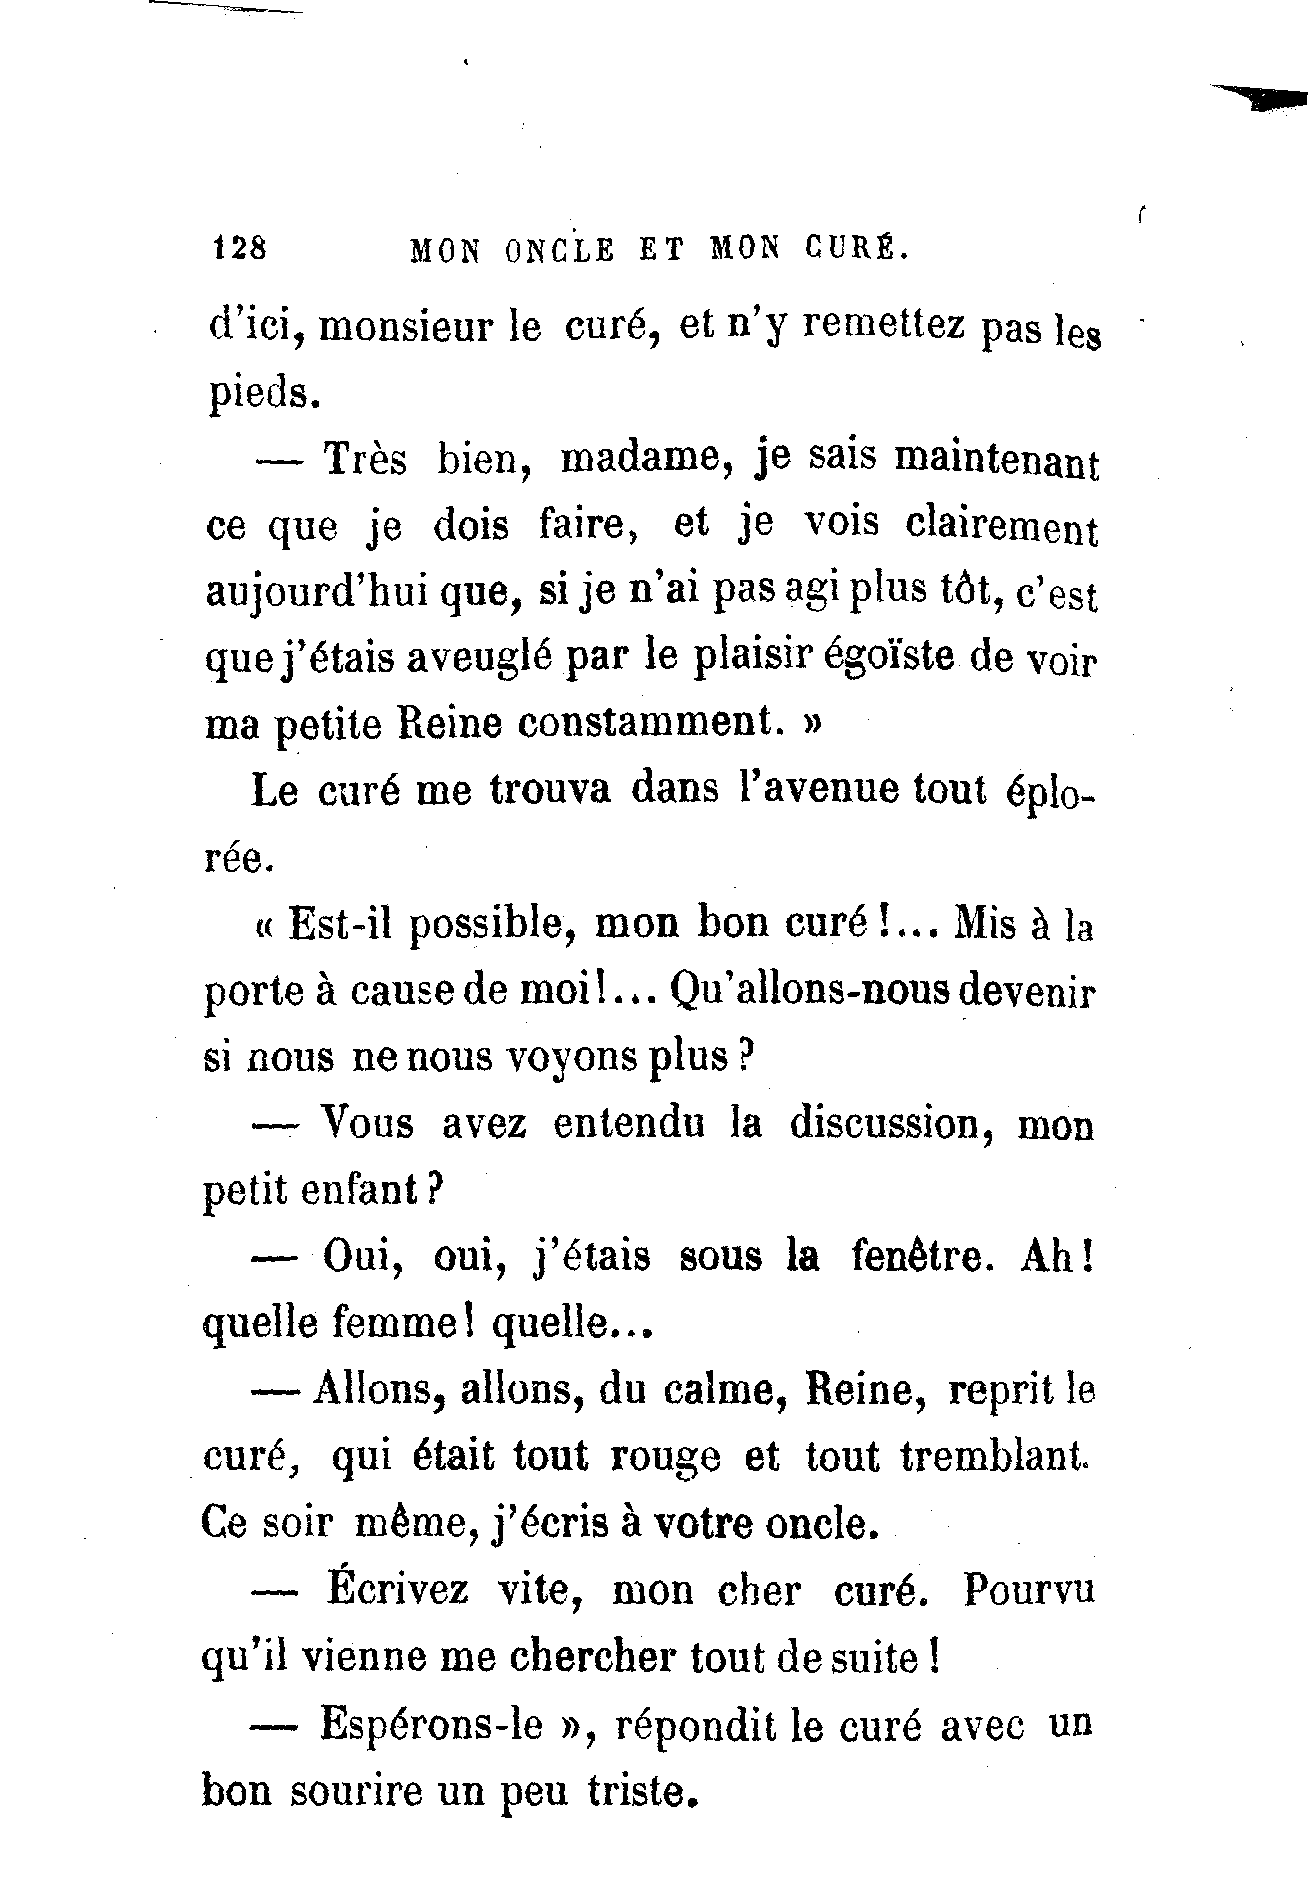 128 MON ONCLE ET MON CURÉ.
d'ici, monsieur le curé, et n'y remettez pas les
pieds.
— Très bien, madame, je sais maintenant
ce que je dois faire, et je vois clairement
aujourd'hui que, si je n'ai pas agi plus tôt, c'est
que j'étais aveuglé par le plaisir égoïste de voir
ma petite Reine constamment. »
Le curé me trouva dans l'avenue tout éplo-
rée.
« Est-il possible, mon bon curé !... Mis à la
porte à cause de moi !... Qu'allons-nous devenir
si nous ne nous voyons plus ?
— Vous avez entendu la discussion, mon
petit enfant ?
— Oui, oui, j'étais sous la fenêtre. Ah !
quelle femme ! quelle...
— Allons, allons, du calme, Reine, reprit le
curé, qui était tout rouge et tout tremblant.
Ce soir même, j'écris à votre oncle.
— Écrivez vite, mon cher curé. Pourvu
qu'il vienne me chercher tout de suite !
— Espérons-le », répondit le curé avec un
bon sourire un peu triste.